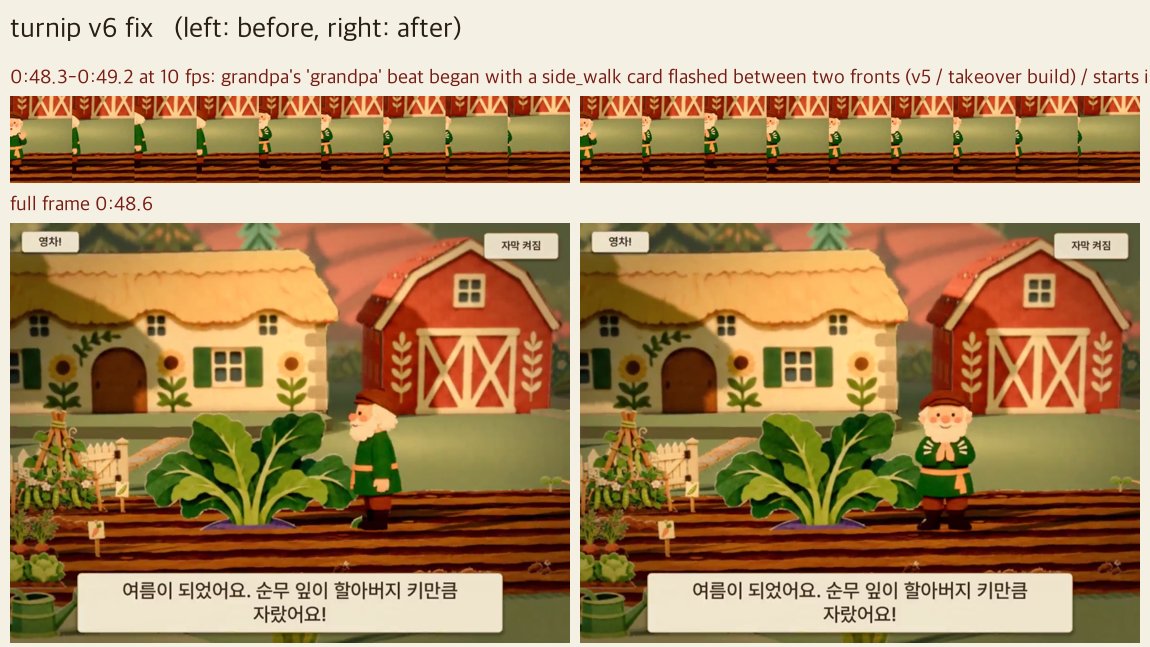 turnip v6 fix (left: before, right: after)
0:48.3-0:49.2 at 10 fps: grandpa's 'grandpa' beat began with a side_walk card flashed between two fronts (v5 / takeover build) / starts i
full frame 0:48.6
영차!
자막 켜짐
영차!
자막 켜짐
여름이 되었어요. 순무 잎이 할아버지 키만큼
자랐어요!
여름이 되었어요. 순무 잎이 할아버지 키만큼
자랐어요!